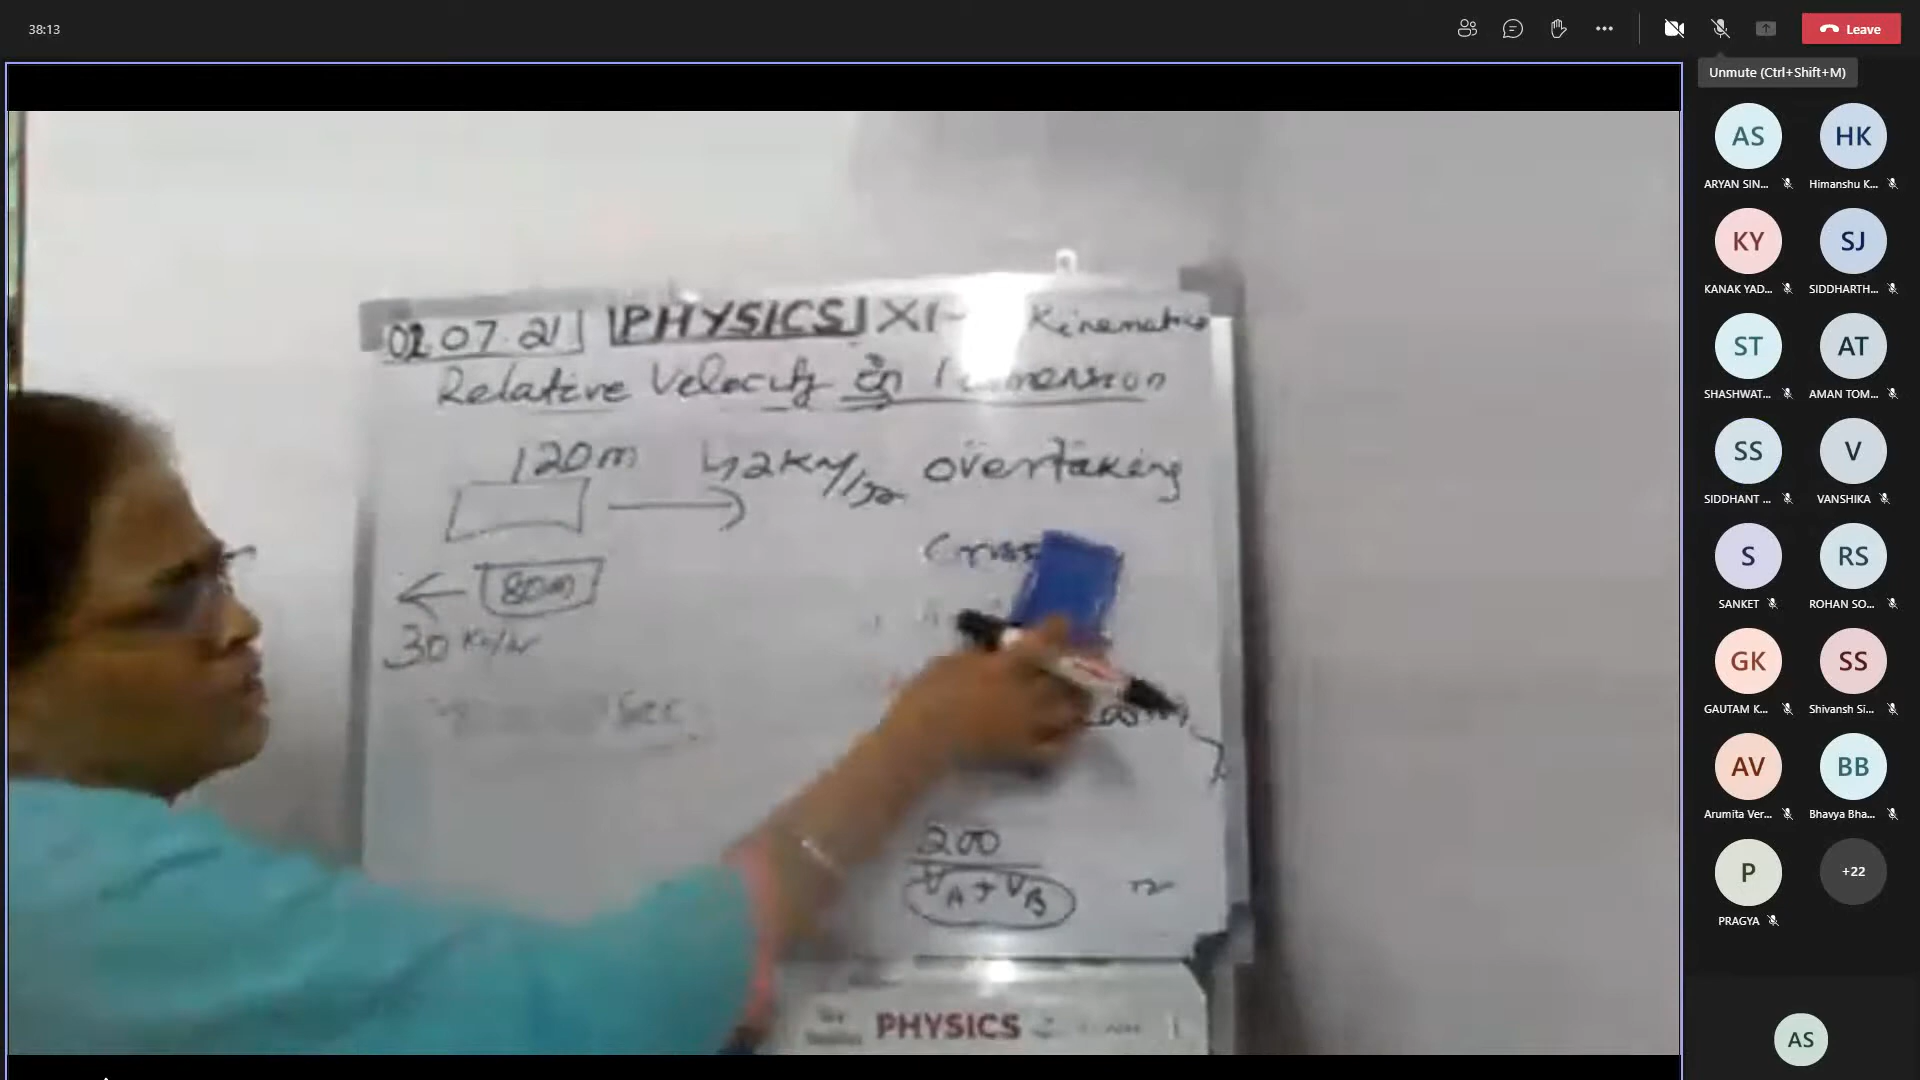 38:13
Leave
Unmute (Ctrl+Shift+M)
02.07.21 PHYSICS XI- Kinematics
Relative Velocity in 1 Dimension
120m 42 Km/hr overtaking
80m
30 Km/hr
Sec
200
VA + VB
PHYSICS
AS HK
ARYAN SIN... Himanshu K...
KY SJ
KANAK YAD... SIDDHARTH...
ST AT
SHASHWAT... AMAN TOM...
SS V
SIDDHANT ... VANSHIKA
S RS
SANKET ROHAN SO...
GK SS
GAUTAM K... Shivansh Si...
AV BB
Arumita Ver... Bhavya Bha...
P +22
PRAGYA
AS